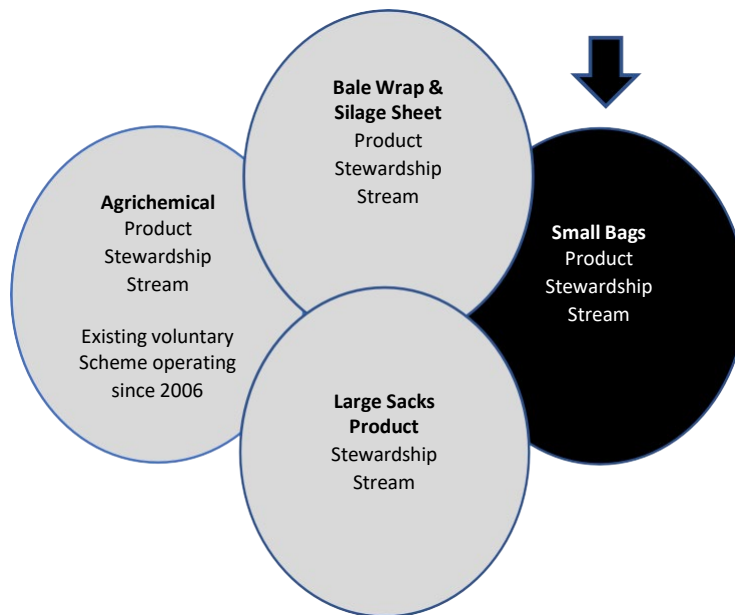 Bale Wrap &
Silage Sheet
Product
Stewardship
Stream
Agrichemical
Product
Stewardship
Stream
Existing voluntary
Scheme operating
since 2006
Small Bags
Product
Stewardship
Stream
Large Sacks
Product
Stewardship
Stream